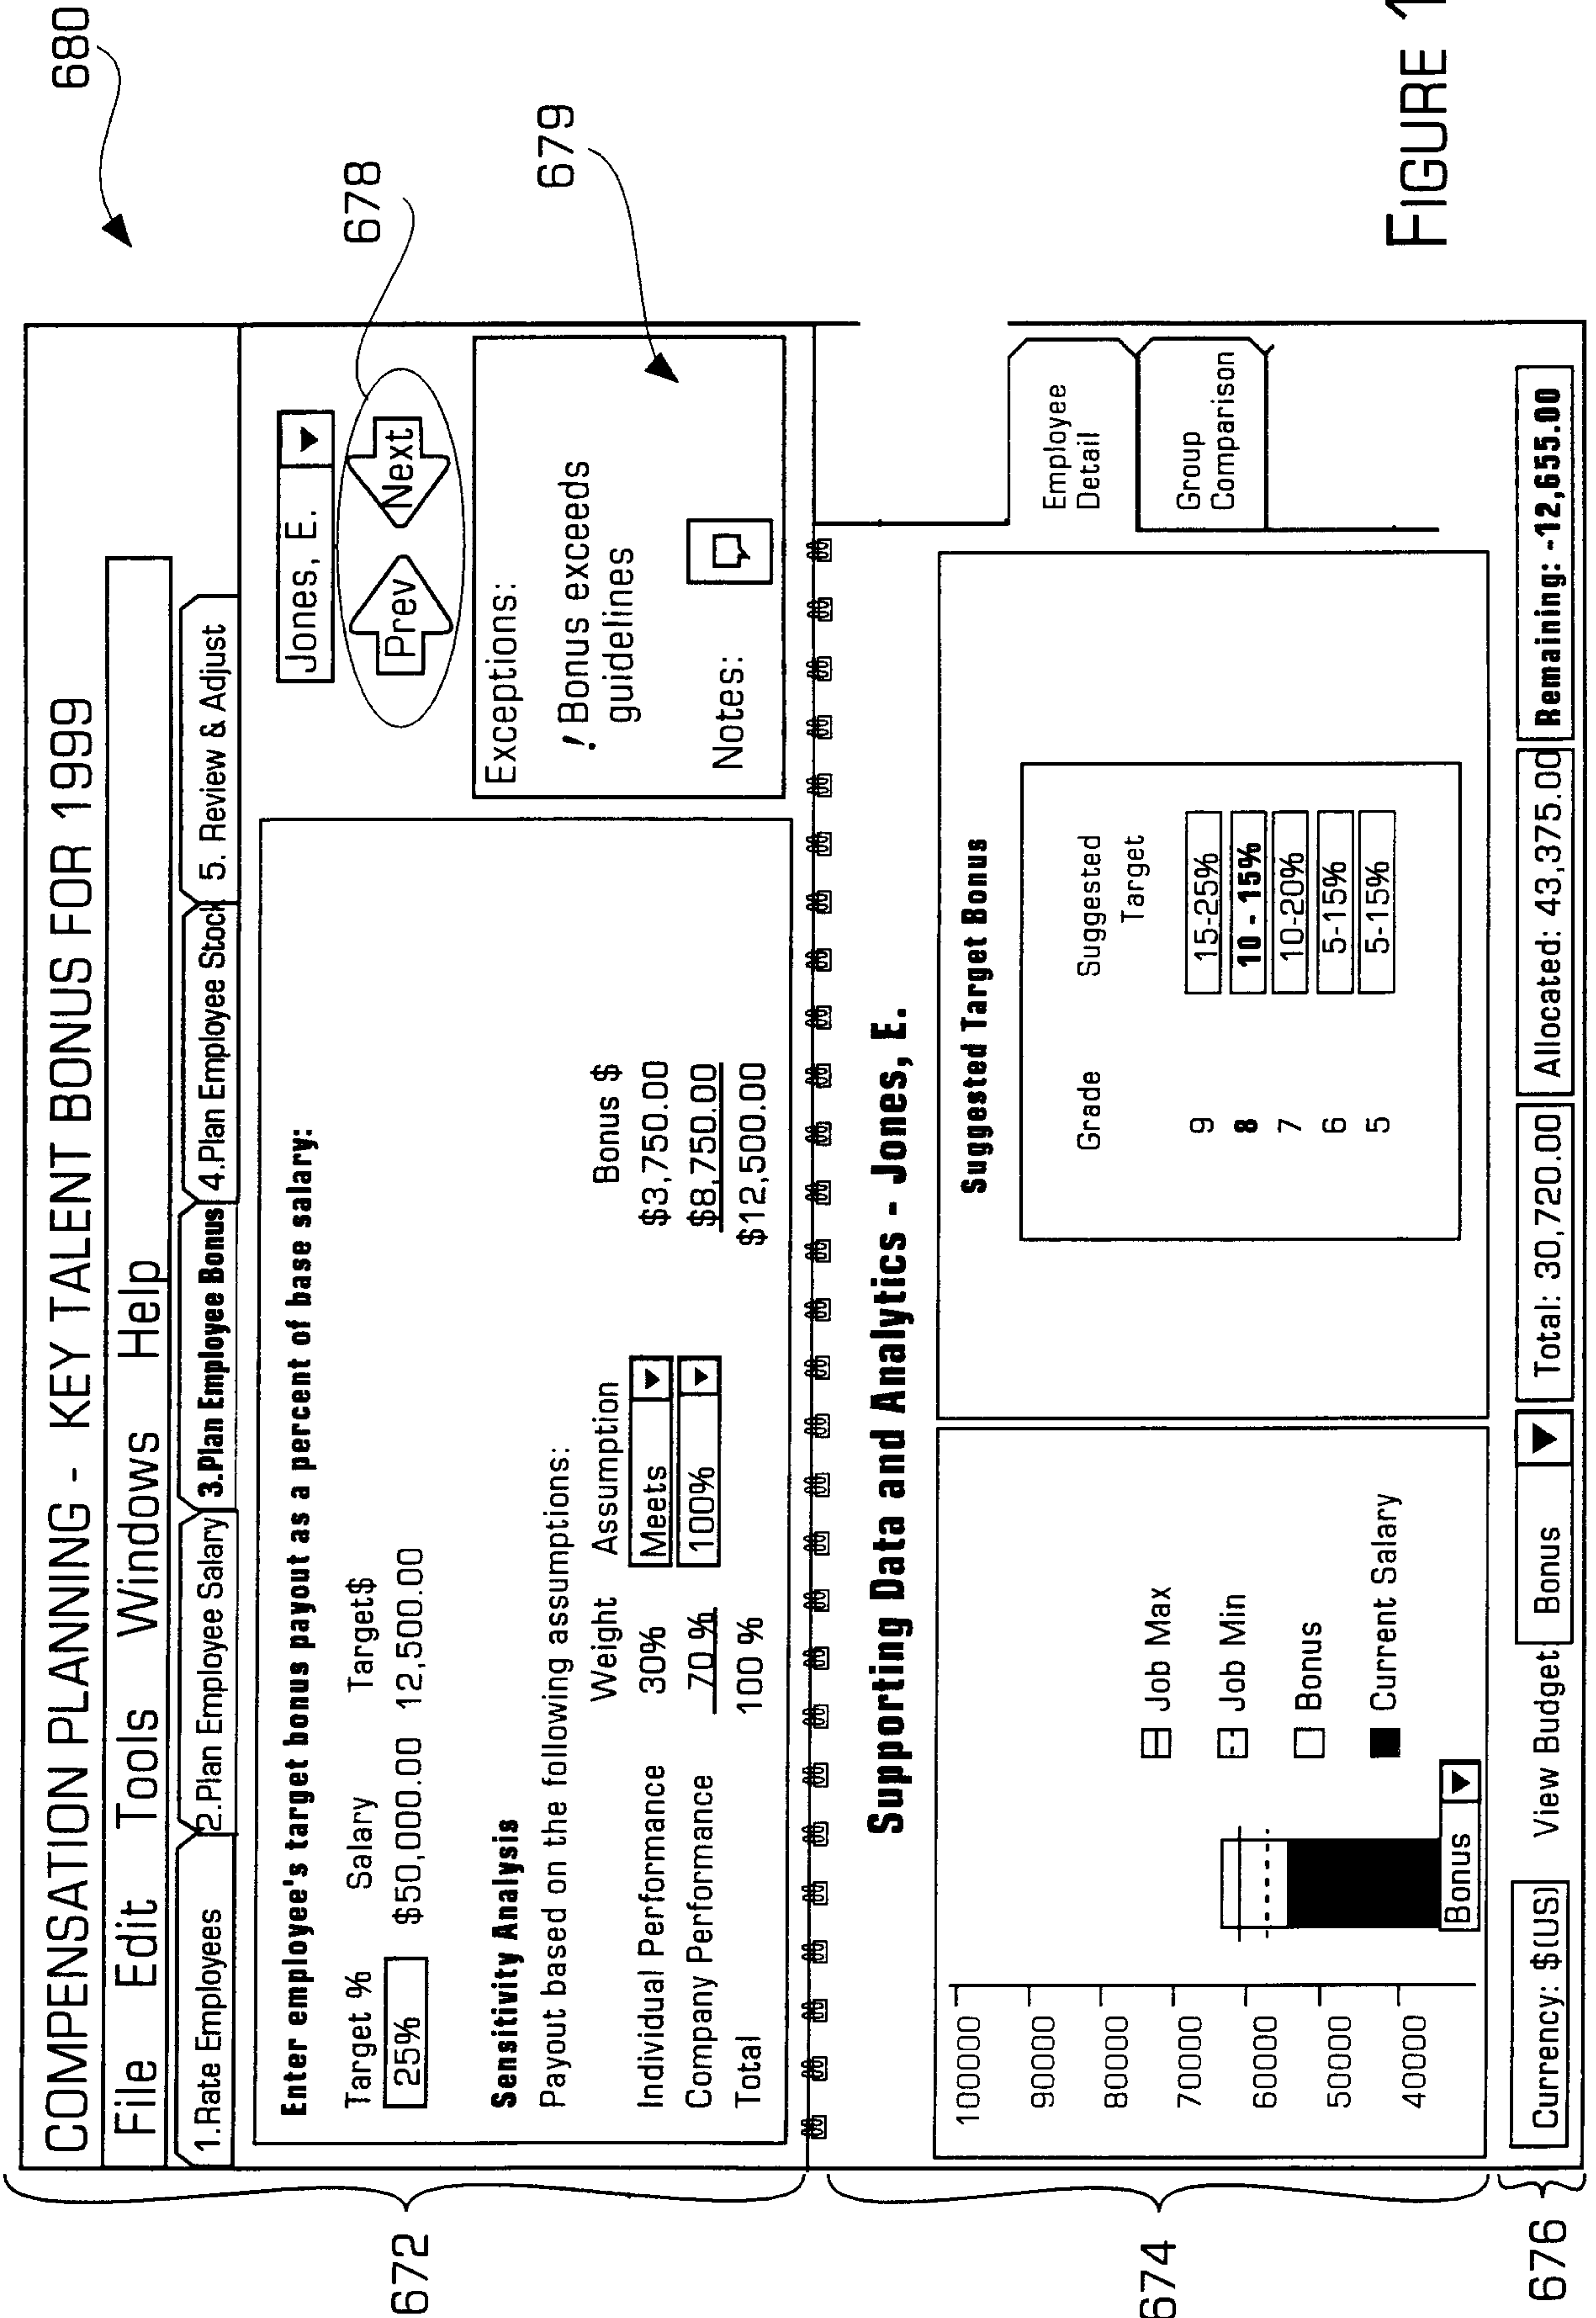 680
COMPENSATION PLANNING - KEY TALENT BONUS FOR 1999
File Edit Tools Windows Help
1.Rate Employees 2.Plan Employee Salary 3.Plan Employee Bonus 4.Plan Employee Stock 5. Review & Adjust
672
Enter employee's target bonus payout as a percent of base salary:
Target % Salary Target$
25% $50,000.00 12,500.00
Sensitivity Analysis
Payout based on the following assumptions:
Weight Assumption Bonus $
Individual Performance 30% Meets $3,750.00
Company Performance 70 % 100% $8,750.00
Total 100 % $12,500.00
Jones, E.
Prev Next
678
Exceptions:
! Bonus exceeds
guidelines
Notes:
679
674
Supporting Data and Analytics - Jones, E.
100000
90000
80000
70000
60000
50000
40000
Job Max
Job Min
Bonus
Current Salary
Bonus
Suggested Target Bonus
Grade Suggested
Target
9 15-25%
8 10 - 15%
7 10-20%
6 5-15%
5 5-15%
Employee
Detail
Group
Comparison
676
Currency: $(US) View Budget Bonus Total: 30,720.00 Allocated: 43,375.00 Remaining: -12,655.00
FIGURE 1